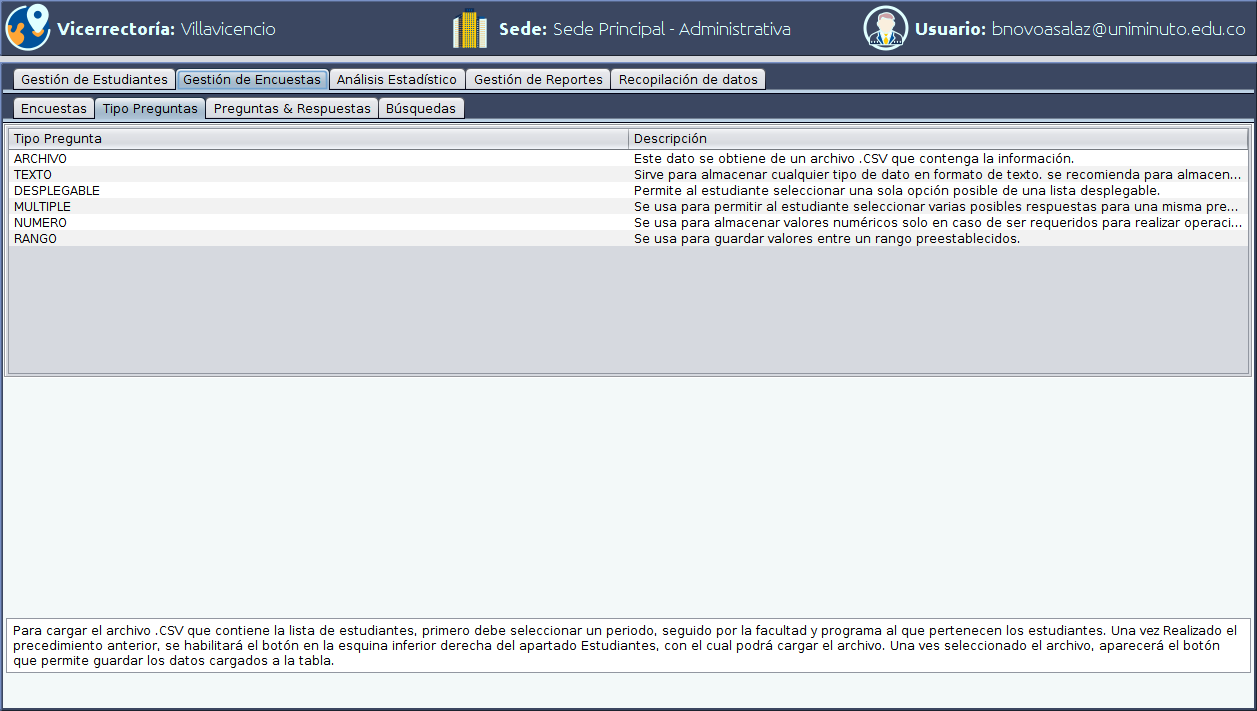 Vicerrectoría: Villavicencio
Sede: Sede Principal - Administrativa
Usuario: bnovoasalaz@uniminuto.edu.co
Gestión de Estudiantes Gestión de Encuestas Análisis Estadístico Gestión de Reportes Recopilación de datos
Encuestas Tipo Preguntas Preguntas & Respuestas Búsquedas
Tipo Pregunta Descripción
ARCHIVO Este dato se obtiene de un archivo .CSV que contenga la información.
TEXTO Sirve para almacenar cualquier tipo de dato en formato de texto. se recomienda para almacen...
DESPLEGABLE Permite al estudiante seleccionar una sola opción posible de una lista desplegable.
MULTIPLE Se usa para permitir al estudiante seleccionar varias posibles respuestas para una misma pre...
NUMERO Se usa para almacenar valores numéricos solo en caso de ser requeridos para realizar operaci...
RANGO Se usa para guardar valores entre un rango preestablecidos.
Para cargar el archivo .CSV que contiene la lista de estudiantes, primero debe seleccionar un periodo, seguido por la facultad y programa al que pertenecen los estudiantes. Una vez Realizado el
precedimiento anterior, se habilitará el botón en la esquina inferior derecha del apartado Estudiantes, con el cual podrá cargar el archivo. Una ves seleccionado el archivo, aparecerá el botón
que permite guardar los datos cargados a la tabla.